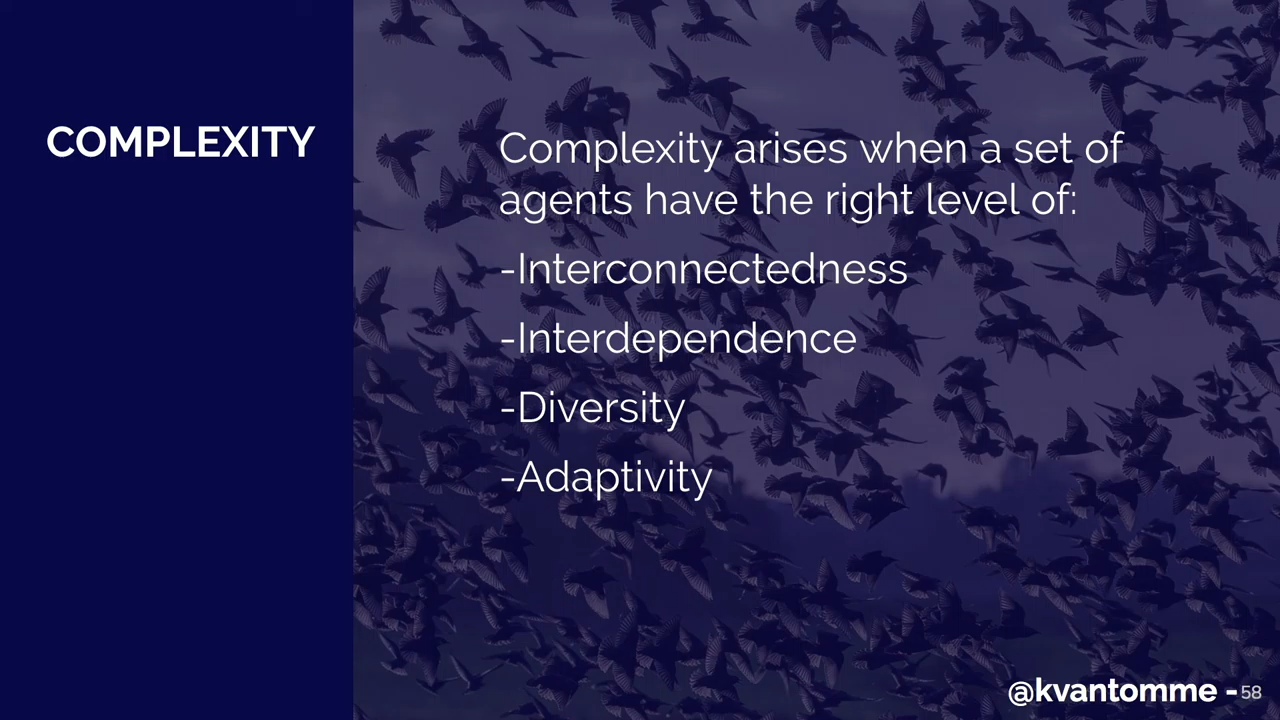 COMPLEXITY
Complexity arises when a set of
agents have the right level of:
-Interconnectedness
-Interdependence
-Diversity
-Adaptivity
@kvantomme -58